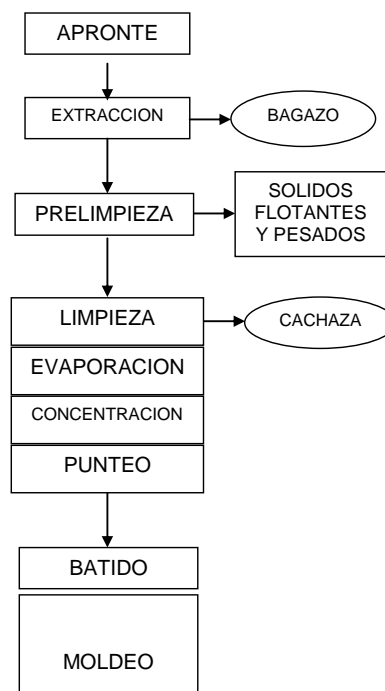 APRONTE
EXTRACCION
BAGAZO
PRELIMPIEZA
SOLIDOS
FLOTANTES
Y PESADOS
LIMPIEZA
CACHAZA
EVAPORACION
CONCENTRACION
PUNTEO
BATIDO
MOLDEO